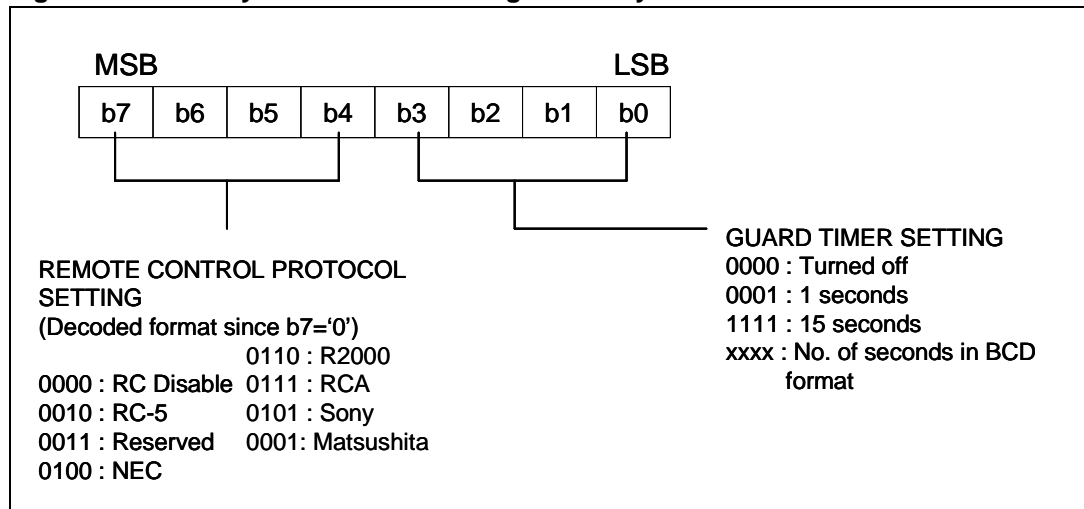 MSB LSB
b7 b6 b5 b4 b3 b2 b1 b0
REMOTE CONTROL PROTOCOL
SETTING
(Decoded format since b7=‘0’)
0110 : R2000
0000 : RC Disable 0111 : RCA
0010 : RC-5 0101 : Sony
0011 : Reserved 0001: Matsushita
0100 : NEC
GUARD TIMER SETTING
0000 : Turned off
0001 : 1 seconds
1111 : 15 seconds
xxxx : No. of seconds in BCD
format